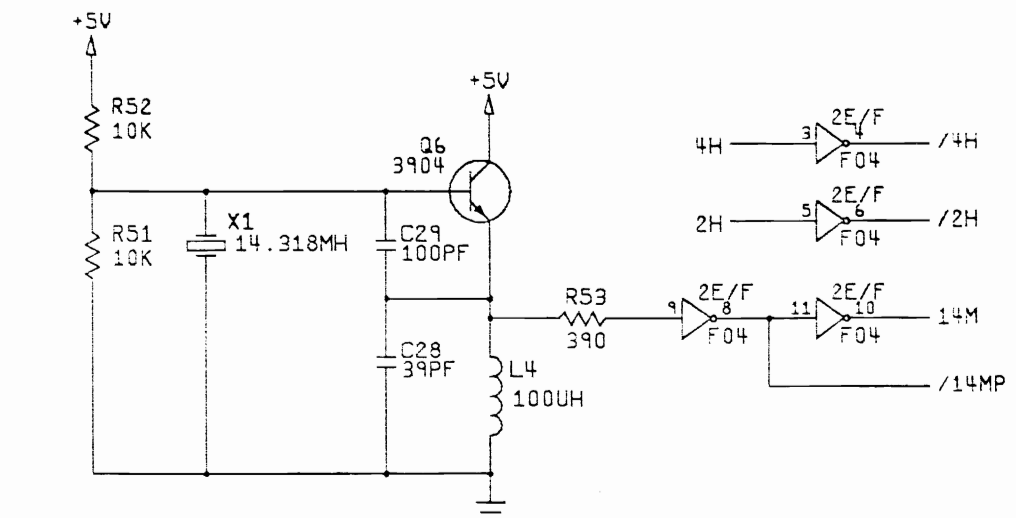 +5V
R52
10K
R51
10K
X1
14.318MH
+5V
Q6
3904
C29
100PF
C28
39PF
L4
100UH
R53
390
9
2E/F
8
F04
4H
3
2E/F
4
F04
/4H
2H
5
2E/F
6
F04
/2H
11
2E/F
10
F04
14M
/14MP